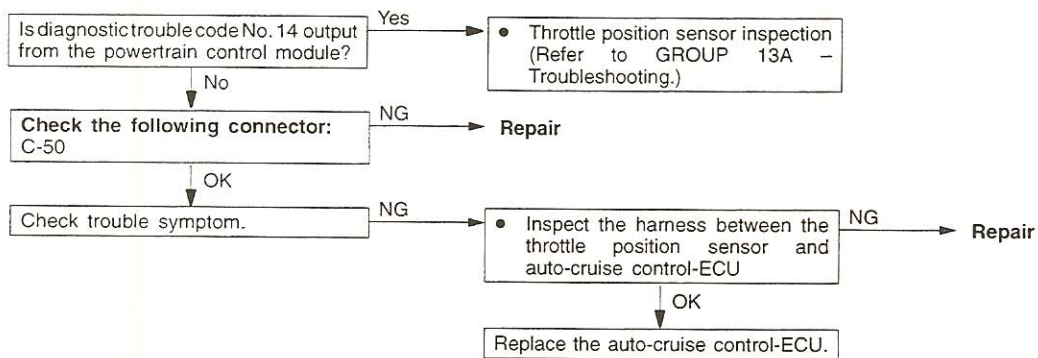 Is diagnostic trouble code No. 14 output
from the powertrain control module?
Yes
● Throttle position sensor inspection
(Refer to GROUP 13A –
Troubleshooting.)
No
Check the following connector:
C-50
NG
Repair
OK
Check trouble symptom.
NG
● Inspect the harness between the
throttle position sensor and
auto-cruise control-ECU
NG
Repair
OK
Replace the auto-cruise control-ECU.